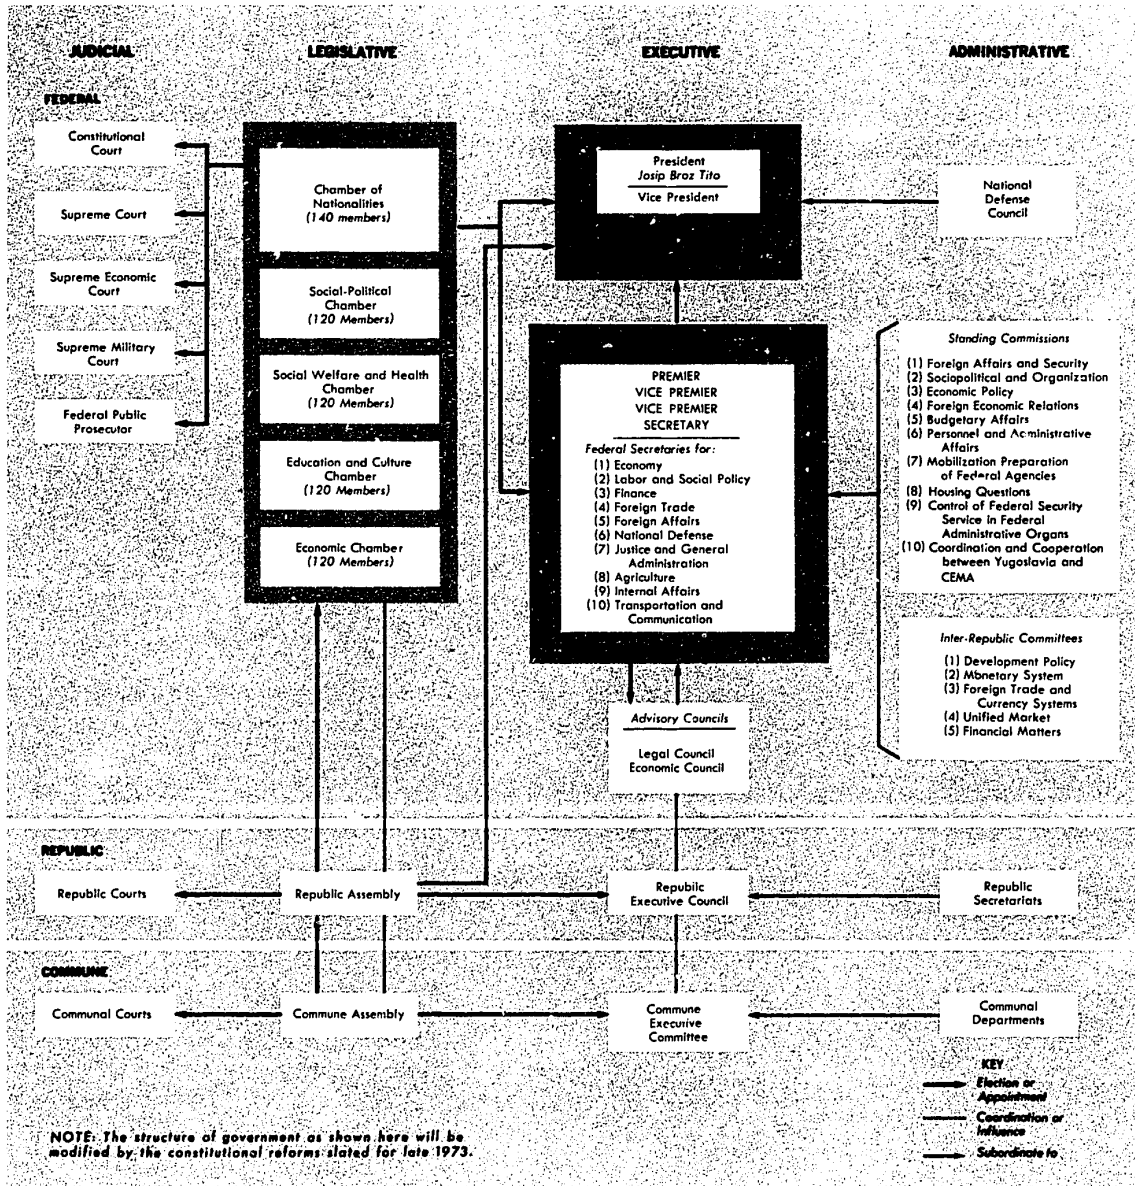 JUDICIAL
LEGISLATIVE
EXECUTIVE
ADMINISTRATIVE
FEDERAL
Constitutional
Court
Supreme Court
Supreme Economic
Court
Supreme Military
Court
Federal Public
Prosecutor
Chamber of
Nationalities
(140 members)
Social-Political
Chamber
(120 Members)
Social Welfare and Health
Chamber
(120 Members)
Education and Culture
Chamber
(120 Members)
Economic Chamber
(120 Members)
President
Josip Broz Tito
Vice President
PREMIER
VICE PREMIER
VICE PREMIER
SECRETARY
Federal Secretaries for:
(1) Economy
(2) Labor and Social Policy
(3) Finance
(4) Foreign Trade
(5) Foreign Affairs
(6) National Defense
(7) Justice and General
Administration
(8) Agriculture
(9) Internal Affairs
(10) Transportation and
Communication
Advisory Councils
Legal Council
Economic Council
National
Defense
Council
Standing Commissions
(1) Foreign Affairs and Security
(2) Sociopolitical and Organization
(3) Economic Policy
(4) Foreign Economic Relations
(5) Budgetary Affairs
(6) Personnel and Administrative
Affairs
(7) Mobilization Preparation
of Federal Agencies
(8) Housing Questions
(9) Control of Federal Security
Service in Federal
Administrative Organs
(10) Coordination and Cooperation
between Yugoslavia and
CEMA
Inter-Republic Committees
(1) Development Policy
(2) Monetary System
(3) Foreign Trade and
Currency Systems
(4) Unified Market
(5) Financial Matters
REPUBLIC
Republic Courts
Republic Assembly
Republic
Executive Council
Republic
Secretariats
COMMUNE
Communal Courts
Commune Assembly
Commune
Executive
Committee
Communal
Departments
KEY
Election or
Appointment
Coordination or
Influence
Subordinate to
NOTE: The structure of government as shown here will be
modified by the constitutional reforms slated for late 1973.